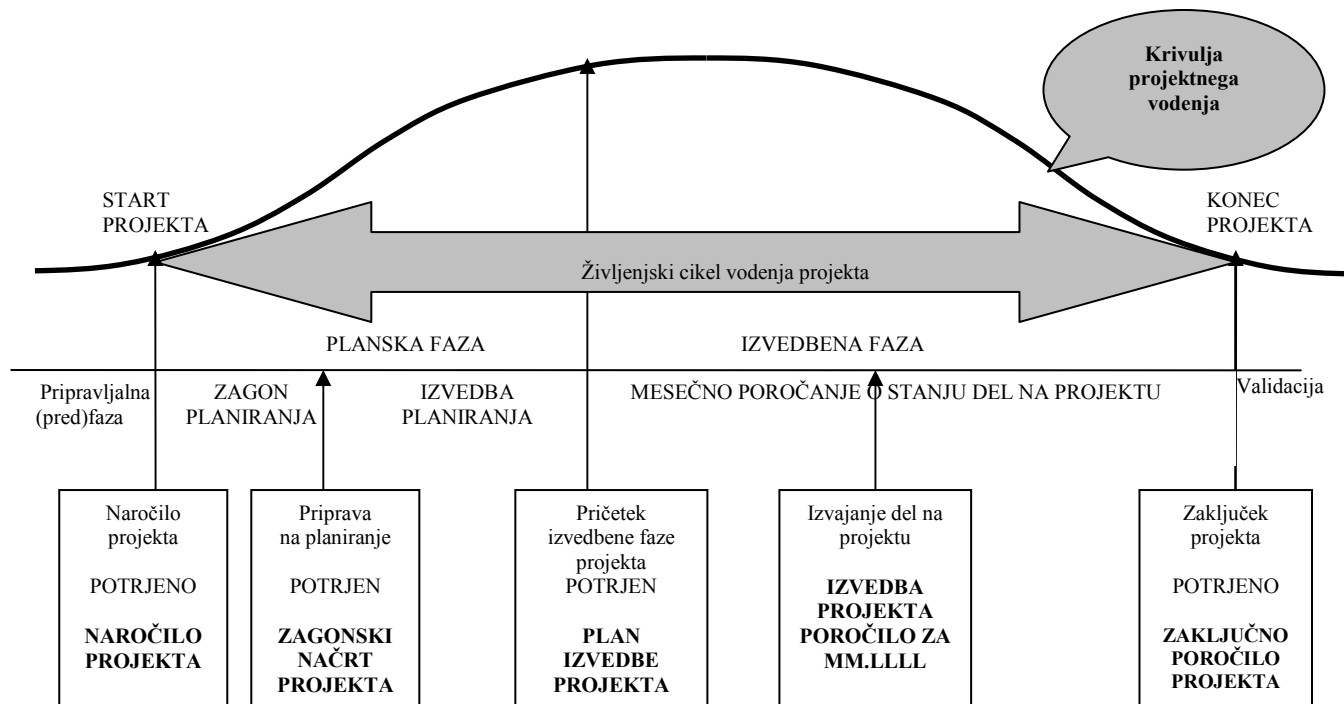 Krivulja
projektnega
vodenja
START
PROJEKTA
KONEC
PROJEKTA
Življenjski cikel vodenja projekta
PLANSKA FAZA
IZVEDBENA FAZA
Pripravljalna
(pred)faza
ZAGON
PLANIRANJA
IZVEDBA
PLANIRANJA
MESEČNO POROČANJE O STANJU DEL NA PROJEKTU
Validacija
Naročilo
projekta
POTRJENO
NAROČILO
PROJEKTA
Priprava
na planiranje
POTRJEN
ZAGONSKI
NAČRT
PROJEKTA
Pričetek
izvedbene faze
projekta
POTRJEN
PLAN
IZVEDBE
PROJEKTA
Izvajanje del na
projektu
IZVEDBA
PROJEKTA
POROČILO ZA
MM.LLLL
Zaključek
projekta
POTRJENO
ZAKLJUČNO
POROČILO
PROJEKTA